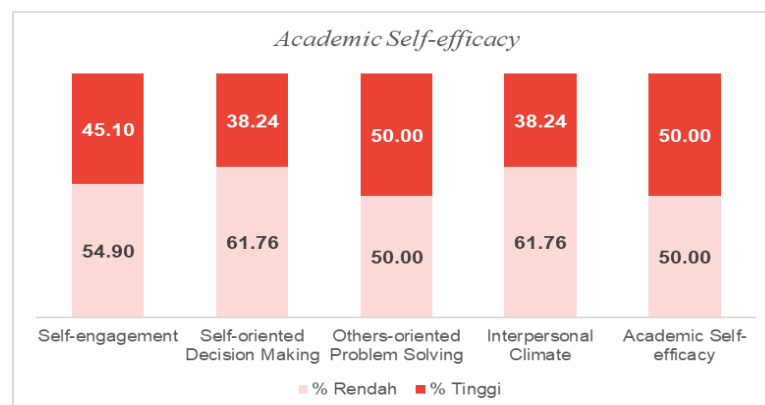 Academic Self-efficacy
45.10 38.24 50.00 38.24 50.00
54.90 61.76 50.00 61.76 50.00
Self-engagement Self-oriented Others-oriented Interpersonal Academic Self-
Decision Making Problem Solving Climate efficacy
% Rendah % Tinggi